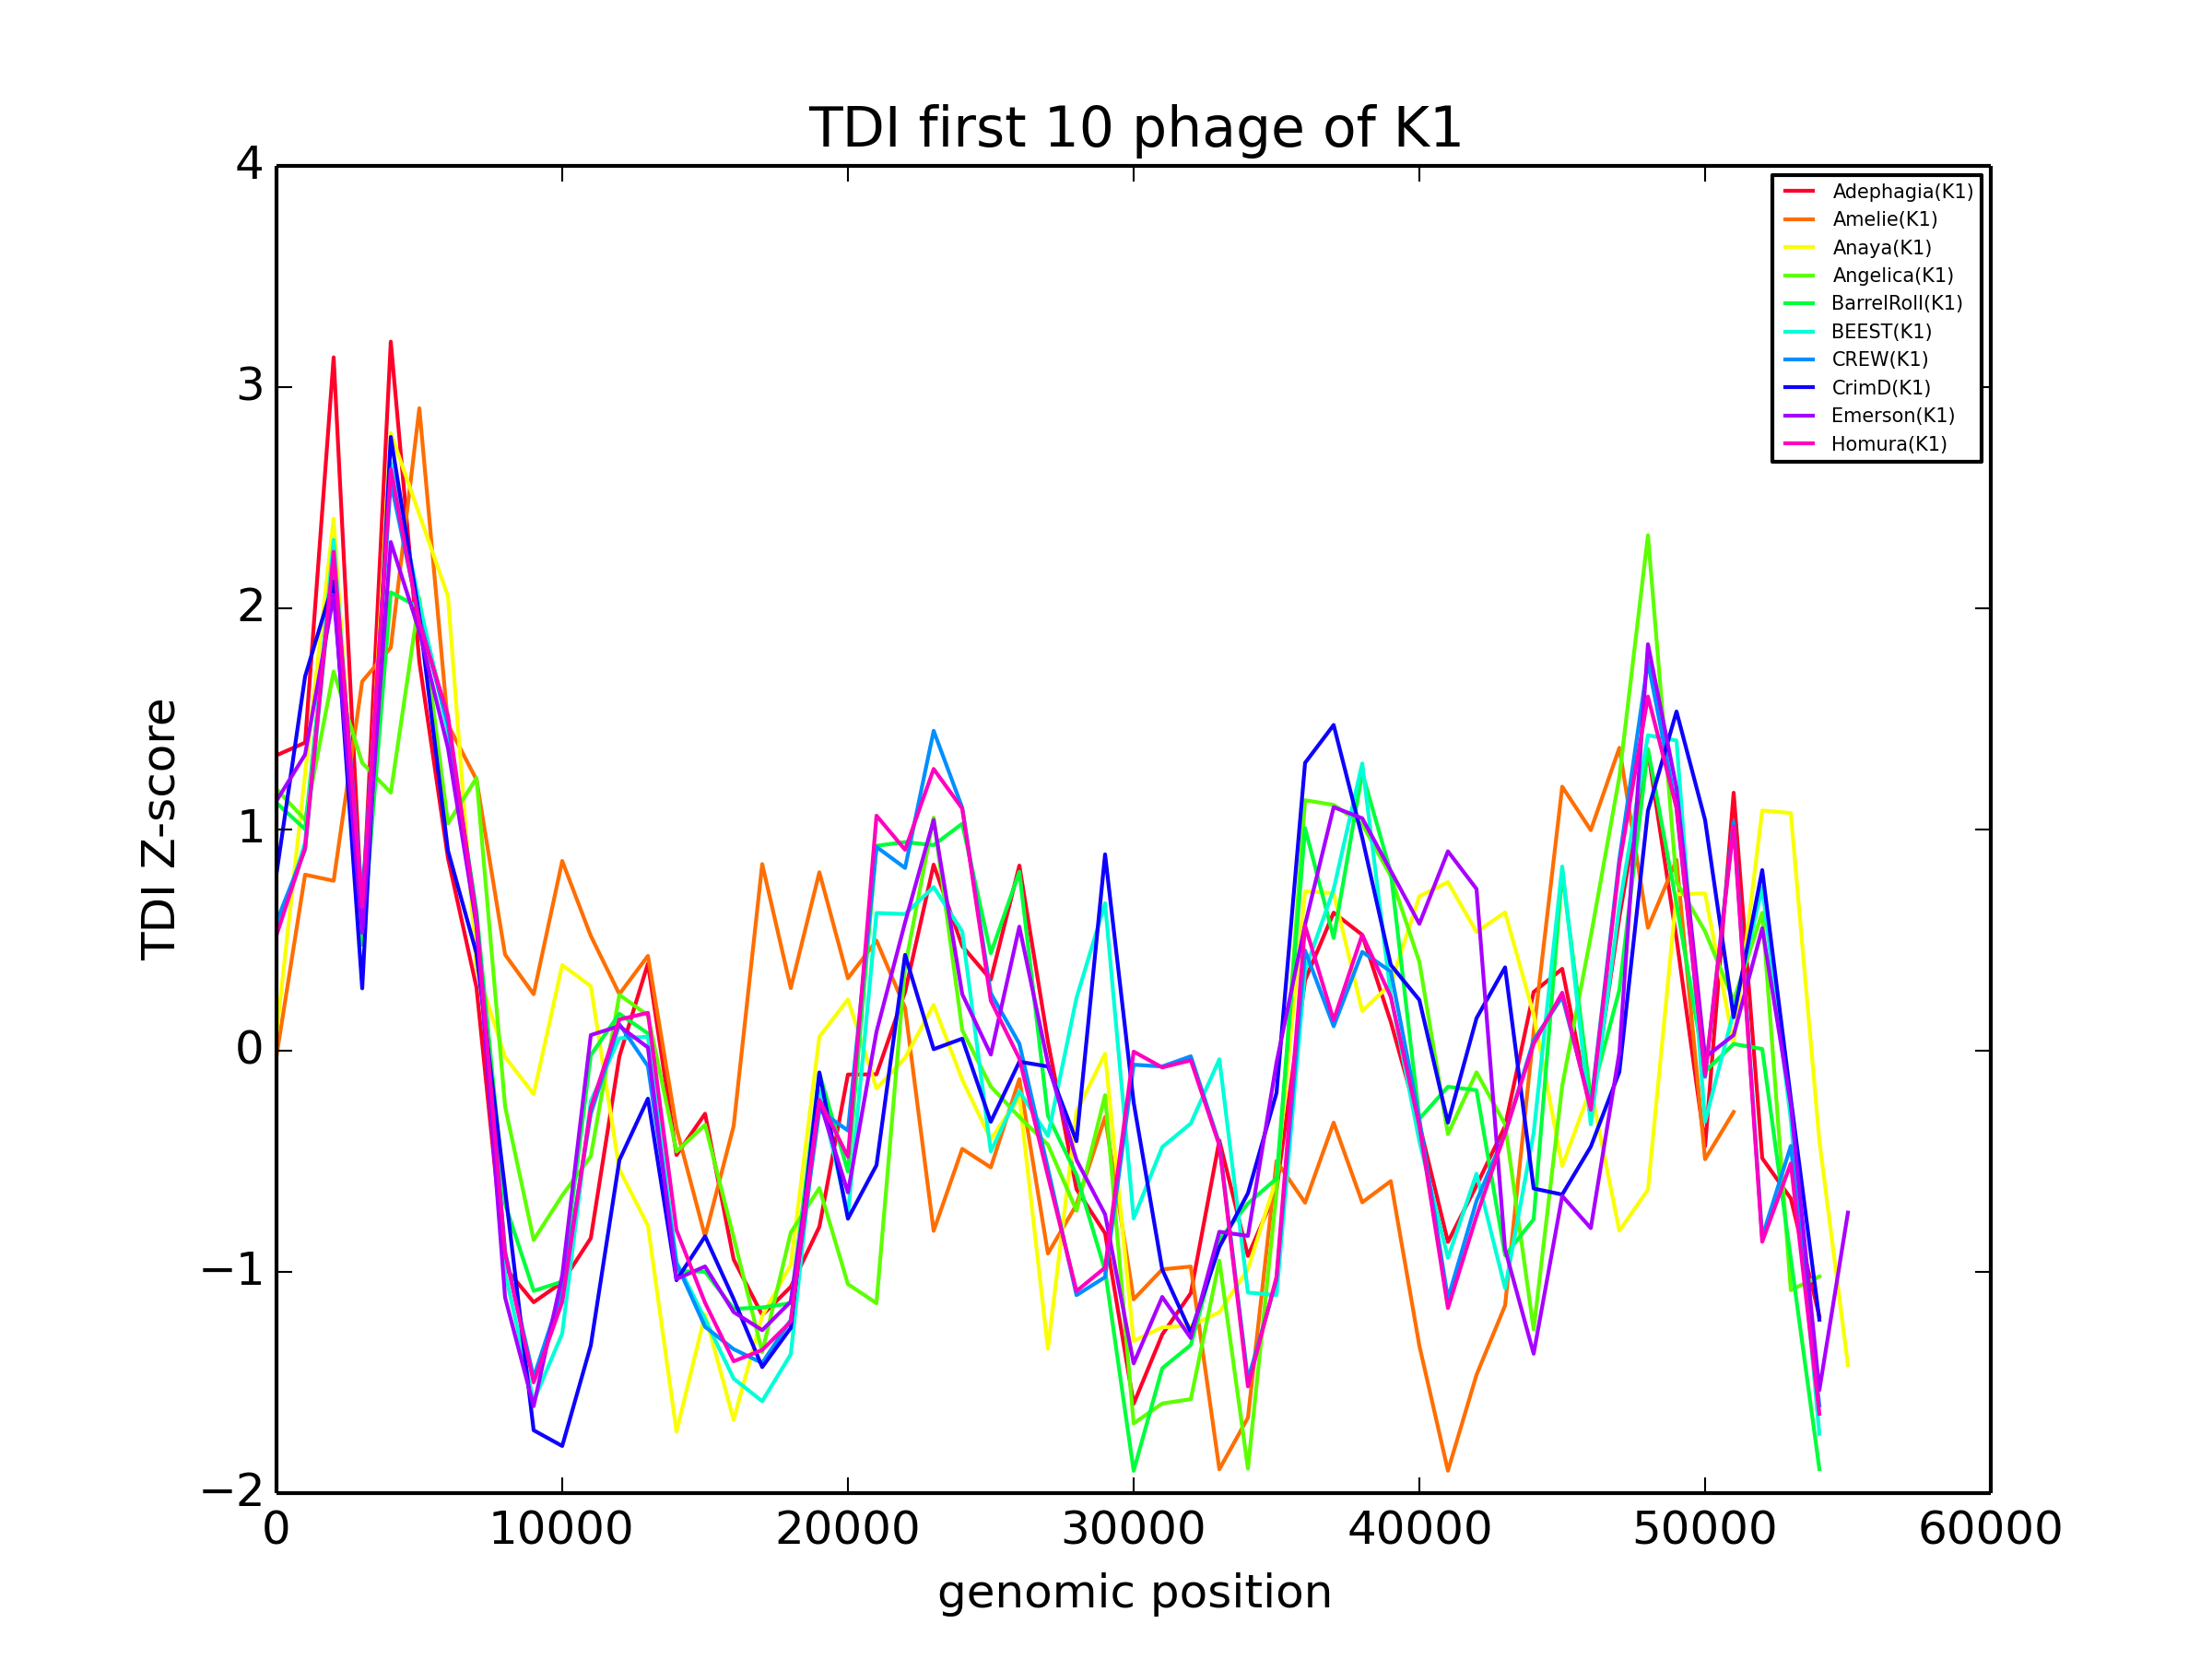 TDI first 10 phage of K1
4
3
2
1
0
−1
−2
TDI Z-score
Adephagia(K1)
Amelie(K1)
Anaya(K1)
Angelica(K1)
BarrelRoll(K1)
BEEST(K1)
CREW(K1)
CrimD(K1)
Emerson(K1)
Homura(K1)
0 10000 20000 30000 40000 50000 60000
genomic position